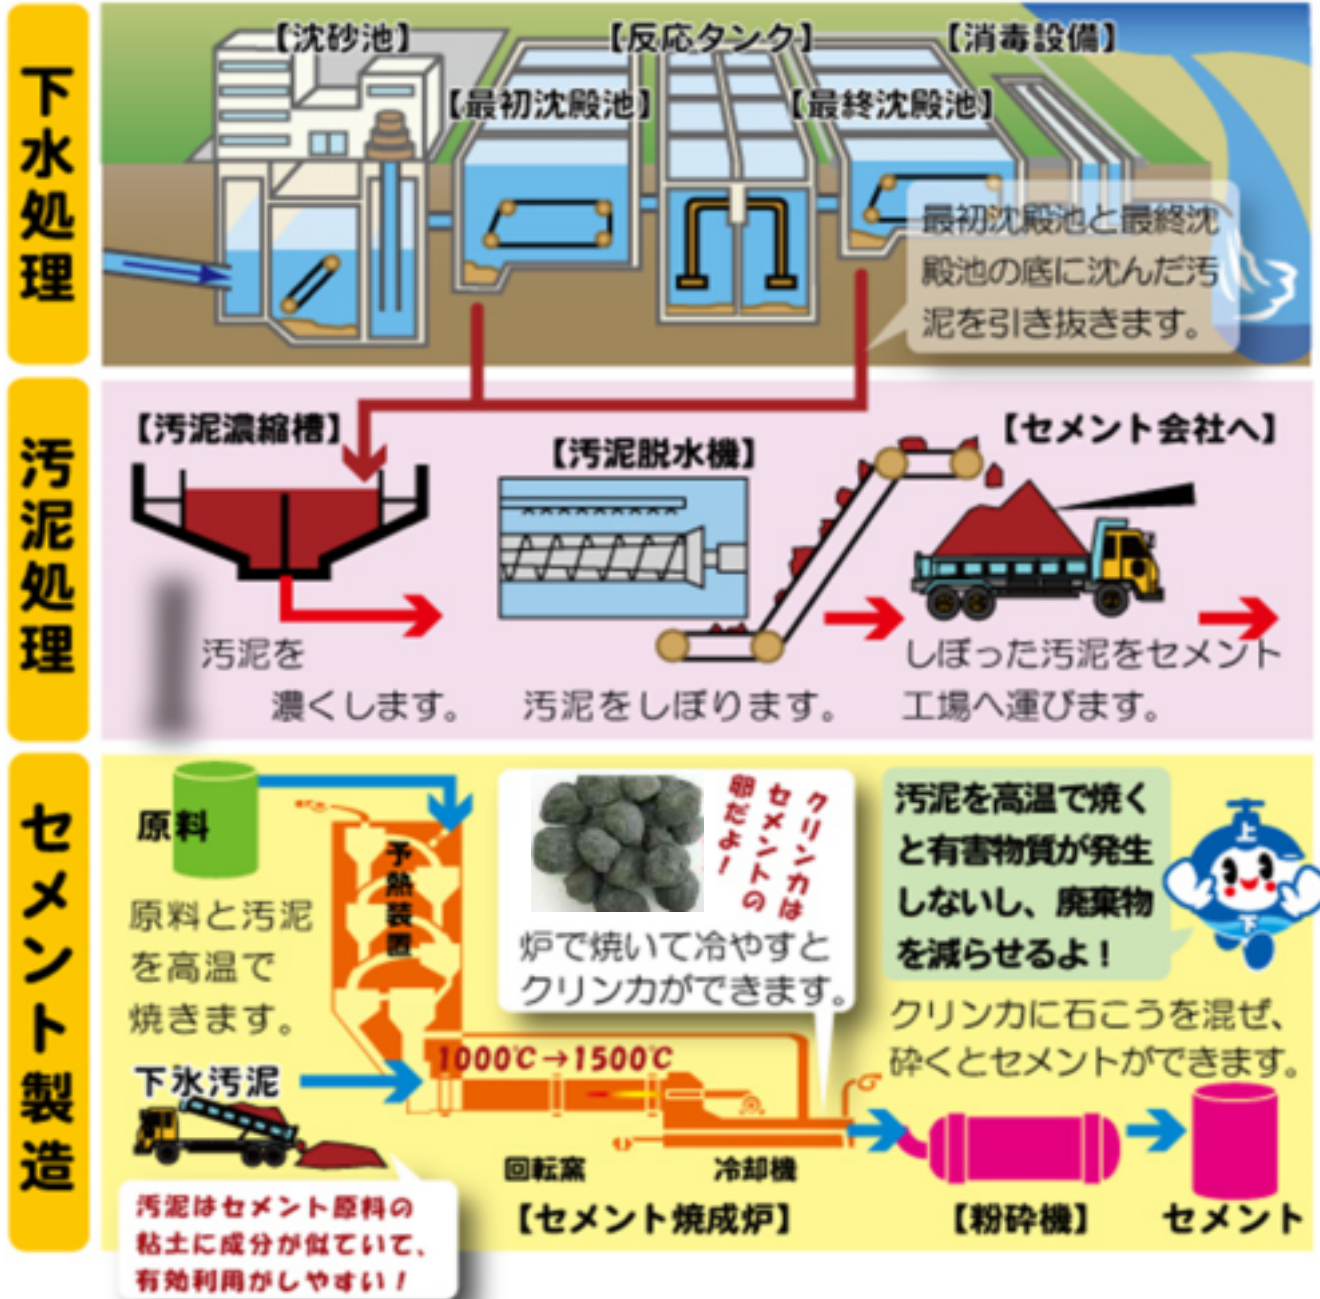 下水処理
【沈砂池】
【反応タンク】
【消毒設備】
【最初沈殿池】
【最終沈殿池】
最初沈殿池と最終沈
殿池の底に沈んだ汚
泥を引き抜きます。
汚泥処理
【汚泥濃縮槽】
【汚泥脱水機】
【セメント会社へ】
汚泥を
濃くします。
汚泥をしぼります。
しぼった汚泥をセメント
工場へ運びます。
セメント製造
原料
予熱装置
原料と汚泥
を高温で
焼きます。
クリンカは
セメントの
卵だよ!
炉で焼いて冷やすと
クリンカができます。
汚泥を高温で焼く
と有害物質が発生
しないし、廃棄物
を減らせるよ!
上
下
クリンカに石こうを混ぜ、
砕くとセメントができます。
1000℃→1500℃
下水汚泥
回転窯
冷却機
【セメント焼成炉】
【粉砕機】
セメント
汚泥はセメント原料の
粘土に成分が似ていて、
有効利用がしやすい!